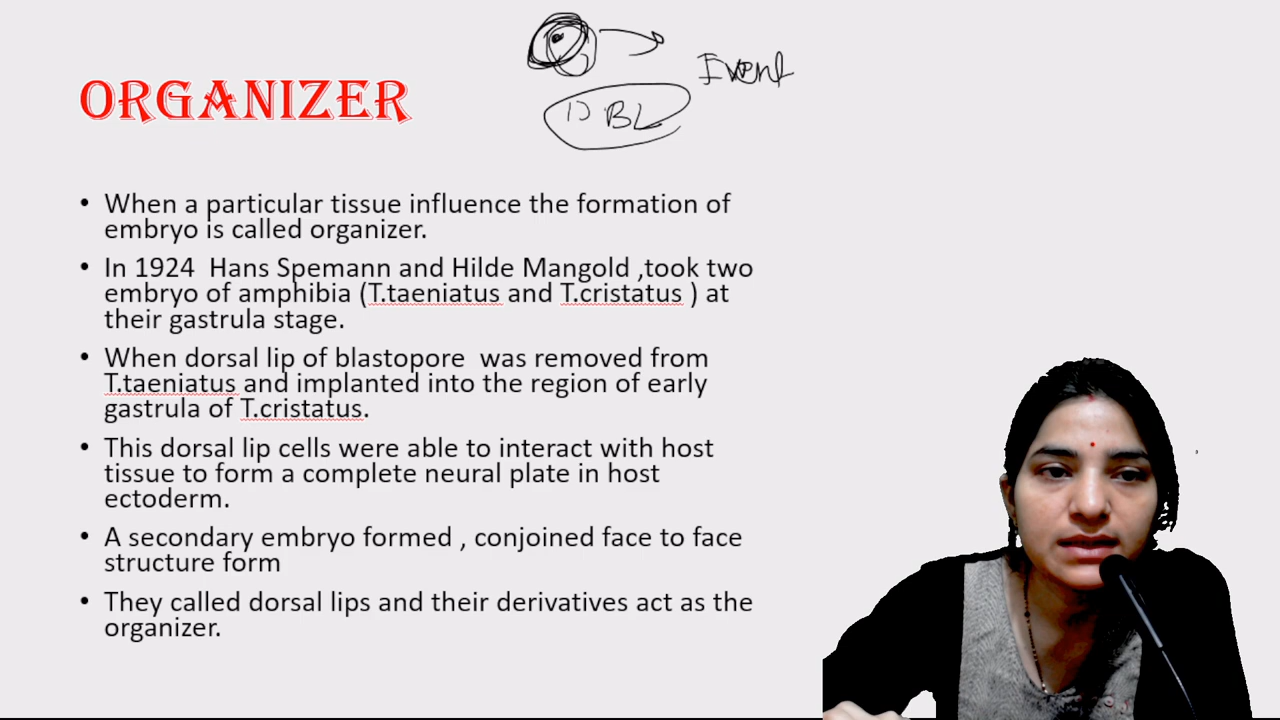 Event
DBL
ORGANIZER
• When a particular tissue influence the formation of
embryo is called organizer.
• In 1924 Hans Spemann and Hilde Mangold ,took two
embryo of amphibia (T.taeniatus and T.cristatus ) at
their gastrula stage.
• When dorsal lip of blastopore was removed from
T.taeniatus and implanted into the region of early
gastrula of T.cristatus.
• This dorsal lip cells were able to interact with host
tissue to form a complete neural plate in host
ectoderm.
• A secondary embryo formed , conjoined face to face
structure form
• They called dorsal lips and their derivatives act as the
organizer.